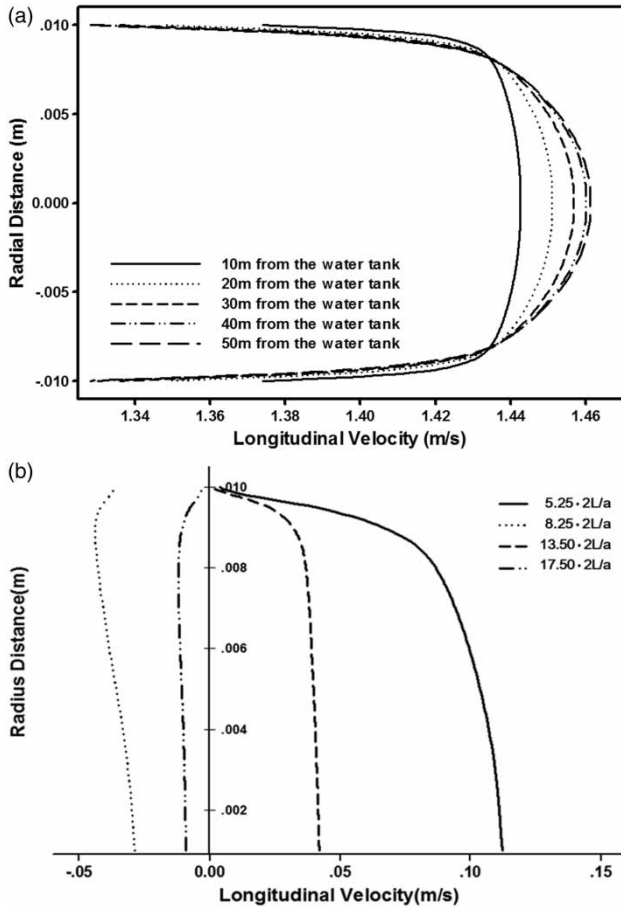 (a)
.010
.005
0.000
-.005
-.010
Radial Distance (m)
10m from the water tank
20m from the water tank
30m from the water tank
40m from the water tank
50m from the water tank
1.34 1.36 1.38 1.40 1.42 1.44 1.46
Longitudinal Velocity (m/s)
(b)
.010
.008
.006
.004
.002
Radius Distance(m)
5.25·2L/a
8.25·2L/a
13.50·2L/a
17.50·2L/a
-.05 0.00 .05 .10 .15
Longitudinal Velocity(m/s)